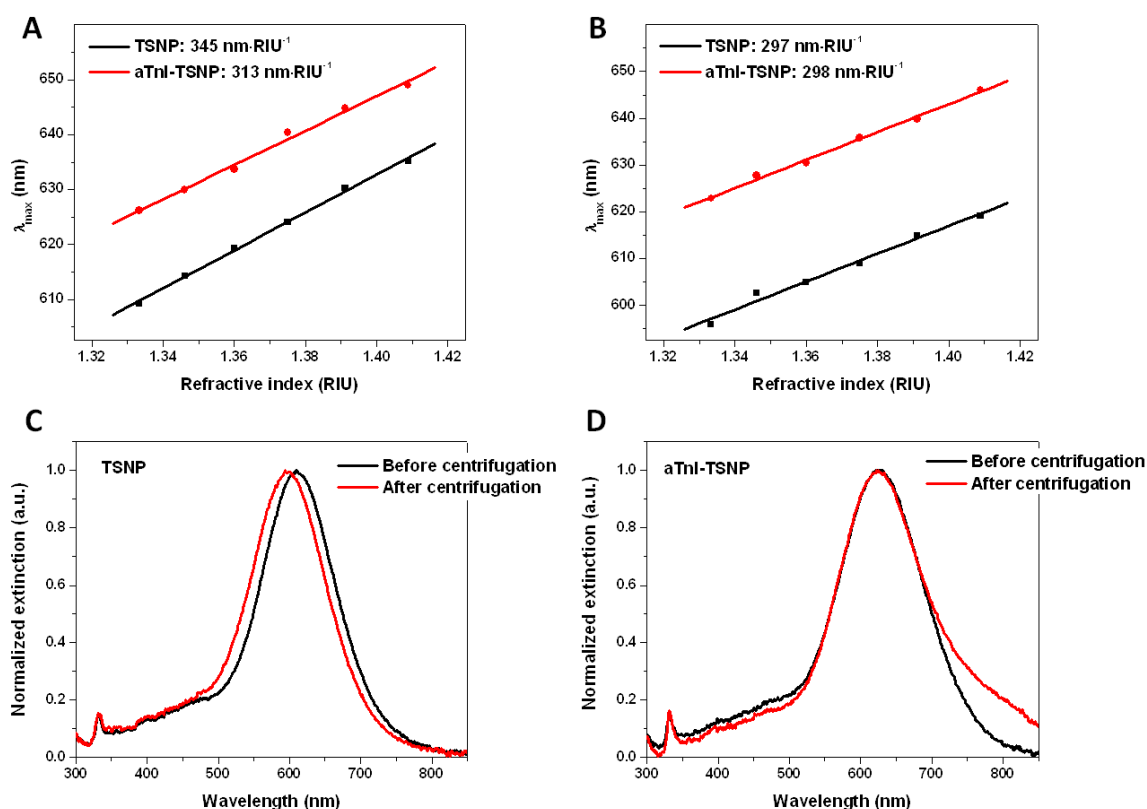 A
TSNP: 345 nm·RIU⁻¹
aTnI-TSNP: 313 nm·RIU⁻¹
650
640
630
620
610
λmax (nm)
1.32 1.34 1.36 1.38 1.40 1.42
Refractive index (RIU)
B
TSNP: 297 nm·RIU⁻¹
aTnI-TSNP: 298 nm·RIU⁻¹
650
640
630
620
610
600
λmax (nm)
1.32 1.34 1.36 1.38 1.40 1.42
Refractive index (RIU)
C
TSNP
Before centrifugation
After centrifugation
1.0
0.8
0.6
0.4
0.2
0.0
Normalized extinction (a.u.)
300 400 500 600 700 800
Wavelength (nm)
D
aTnI-TSNP
Before centrifugation
After centrifugation
1.0
0.8
0.6
0.4
0.2
0.0
Normalized extinction (a.u.)
300 400 500 600 700 800
Wavelength (nm)